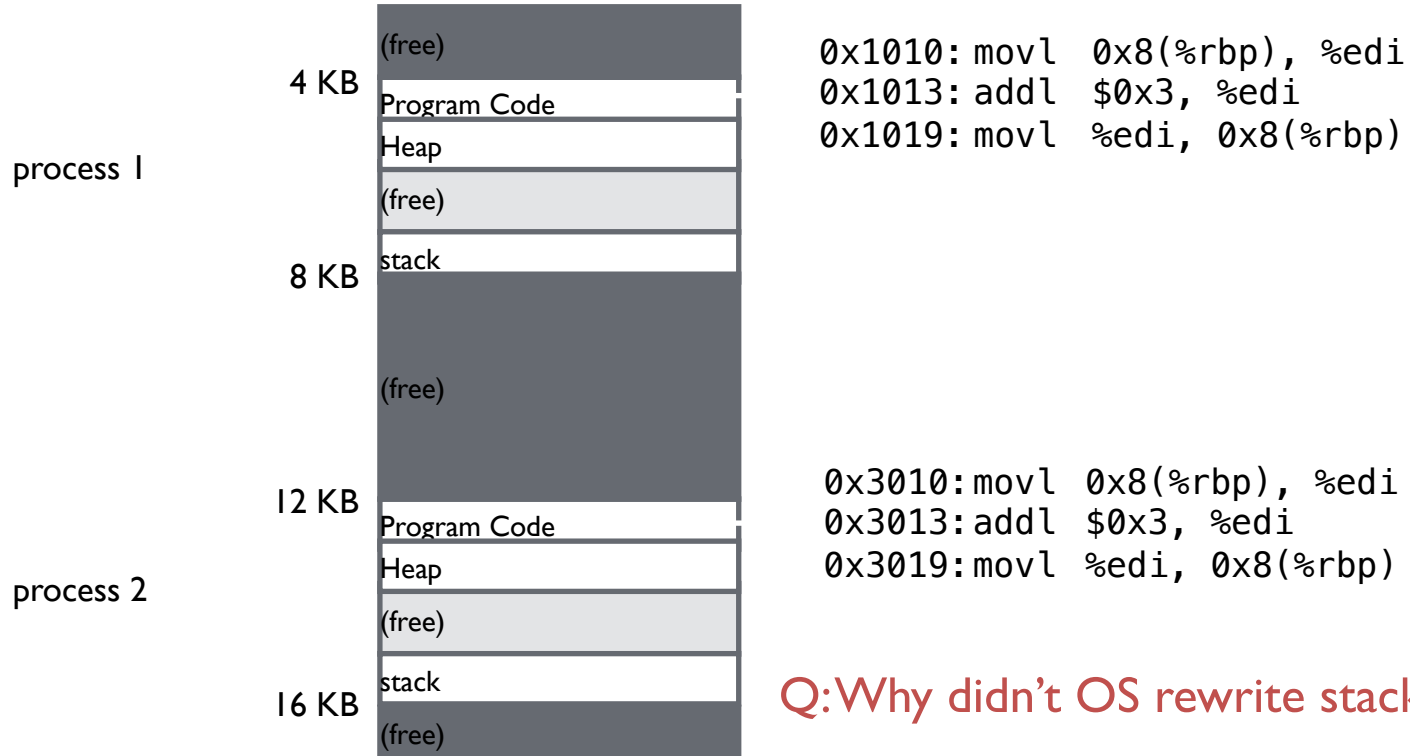 (free)
4 KB
Program Code
Heap
process 1
(free)
stack
8 KB
(free)
12 KB
Program Code
Heap
process 2
(free)
stack
16 KB
(free)
0x1010: movl 0x8(%rbp), %edi
0x1013: addl $0x3, %edi
0x1019: movl %edi, 0x8(%rbp)
0x3010: movl 0x8(%rbp), %edi
0x3013: addl $0x3, %edi
0x3019: movl %edi, 0x8(%rbp)
Q: Why didn't OS rewrite stack